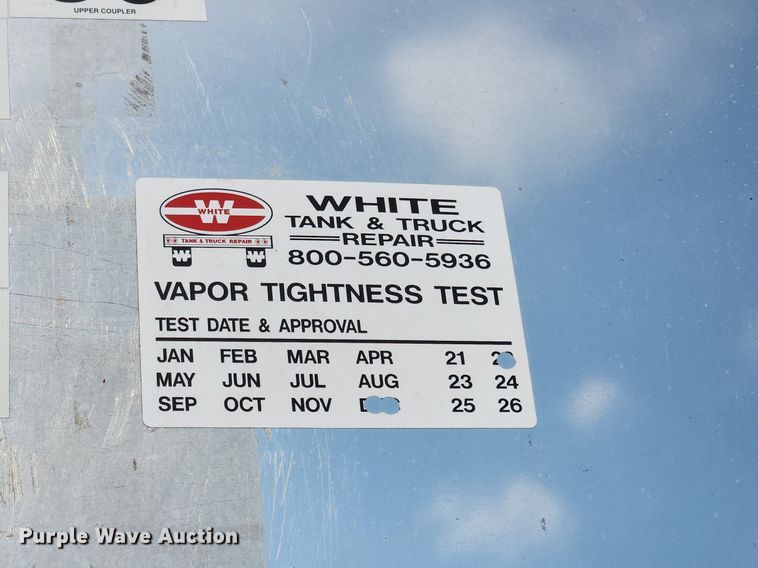 UPPER COUPLER
WHITE
W
TANK & TRUCK REPAIR
W W
WHITE
TANK & TRUCK
REPAIR
800-560-5936
VAPOR TIGHTNESS TEST
TEST DATE & APPROVAL
JAN FEB MAR APR 21
MAY JUN JUL AUG 23 24
SEP OCT NOV 25 26
Purple Wave Auction